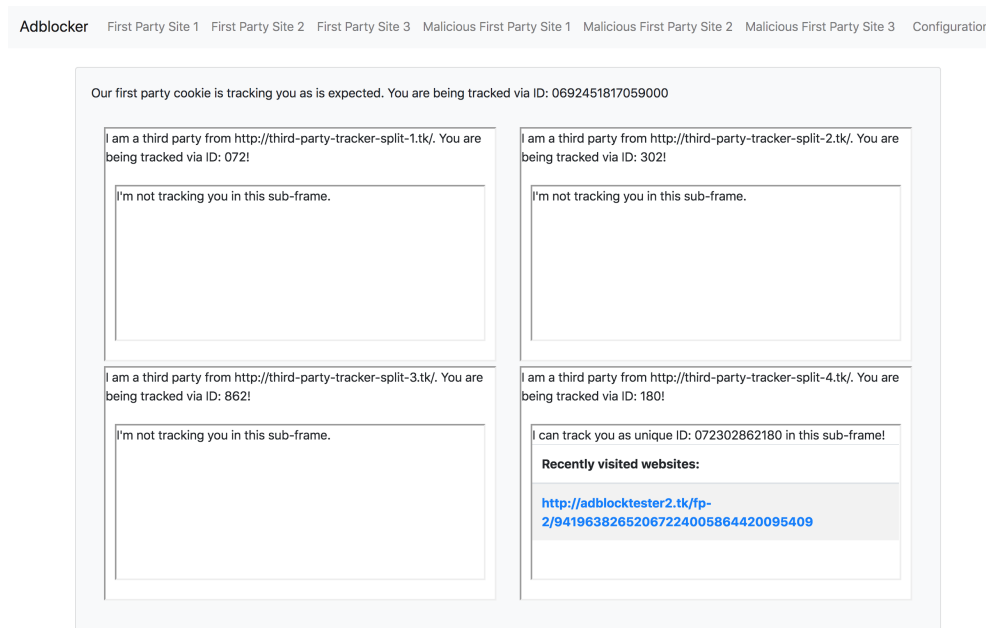 Adblocker First Party Site 1 First Party Site 2 First Party Site 3 Malicious First Party Site 1 Malicious First Party Site 2 Malicious First Party Site 3 Configuration
Our first party cookie is tracking you as is expected. You are being tracked via ID: 0692451817059000
I am a third party from http://third-party-tracker-split-1.tk/. You are
being tracked via ID: 072!
I'm not tracking you in this sub-frame.
I am a third party from http://third-party-tracker-split-2.tk/. You are
being tracked via ID: 302!
I'm not tracking you in this sub-frame.
I am a third party from http://third-party-tracker-split-3.tk/. You are
being tracked via ID: 862!
I'm not tracking you in this sub-frame.
I am a third party from http://third-party-tracker-split-4.tk/. You are
being tracked via ID: 180!
I can track you as unique ID: 072302862180 in this sub-frame!
Recently visited websites:
http://adblocktester2.tk/fp-
2/94196382652067224005864420095409